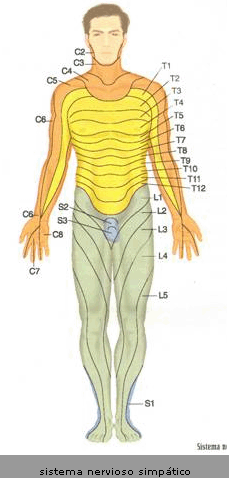 C2
C3
C4
C5
C6
T1
T2
T3
T4
T5
T6
T7
T8
T9
T10
T11
T12
L1
L2
S2
S3
L3
C6
C8
C7
L4
L5
S1
Sistema n
sistema nervioso simpático